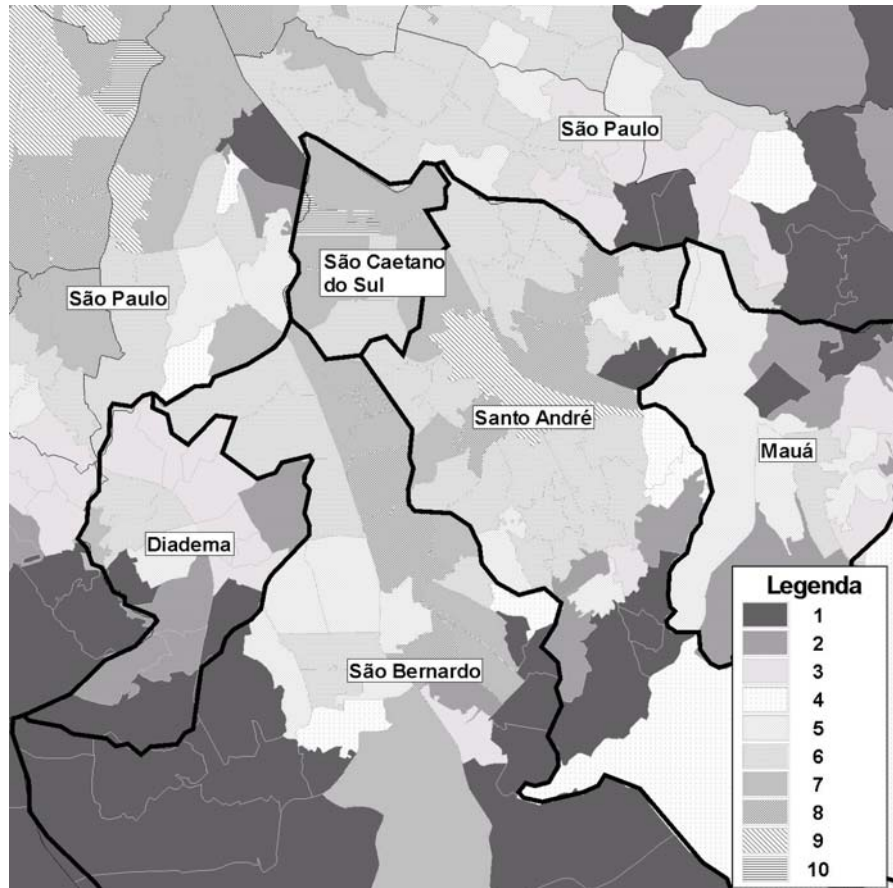 São Paulo
São Caetano
do Sul
São Paulo
Santo André
Mauá
Diadema
São Bernardo
Legenda
1
2
3
4
5
6
7
8
9
10